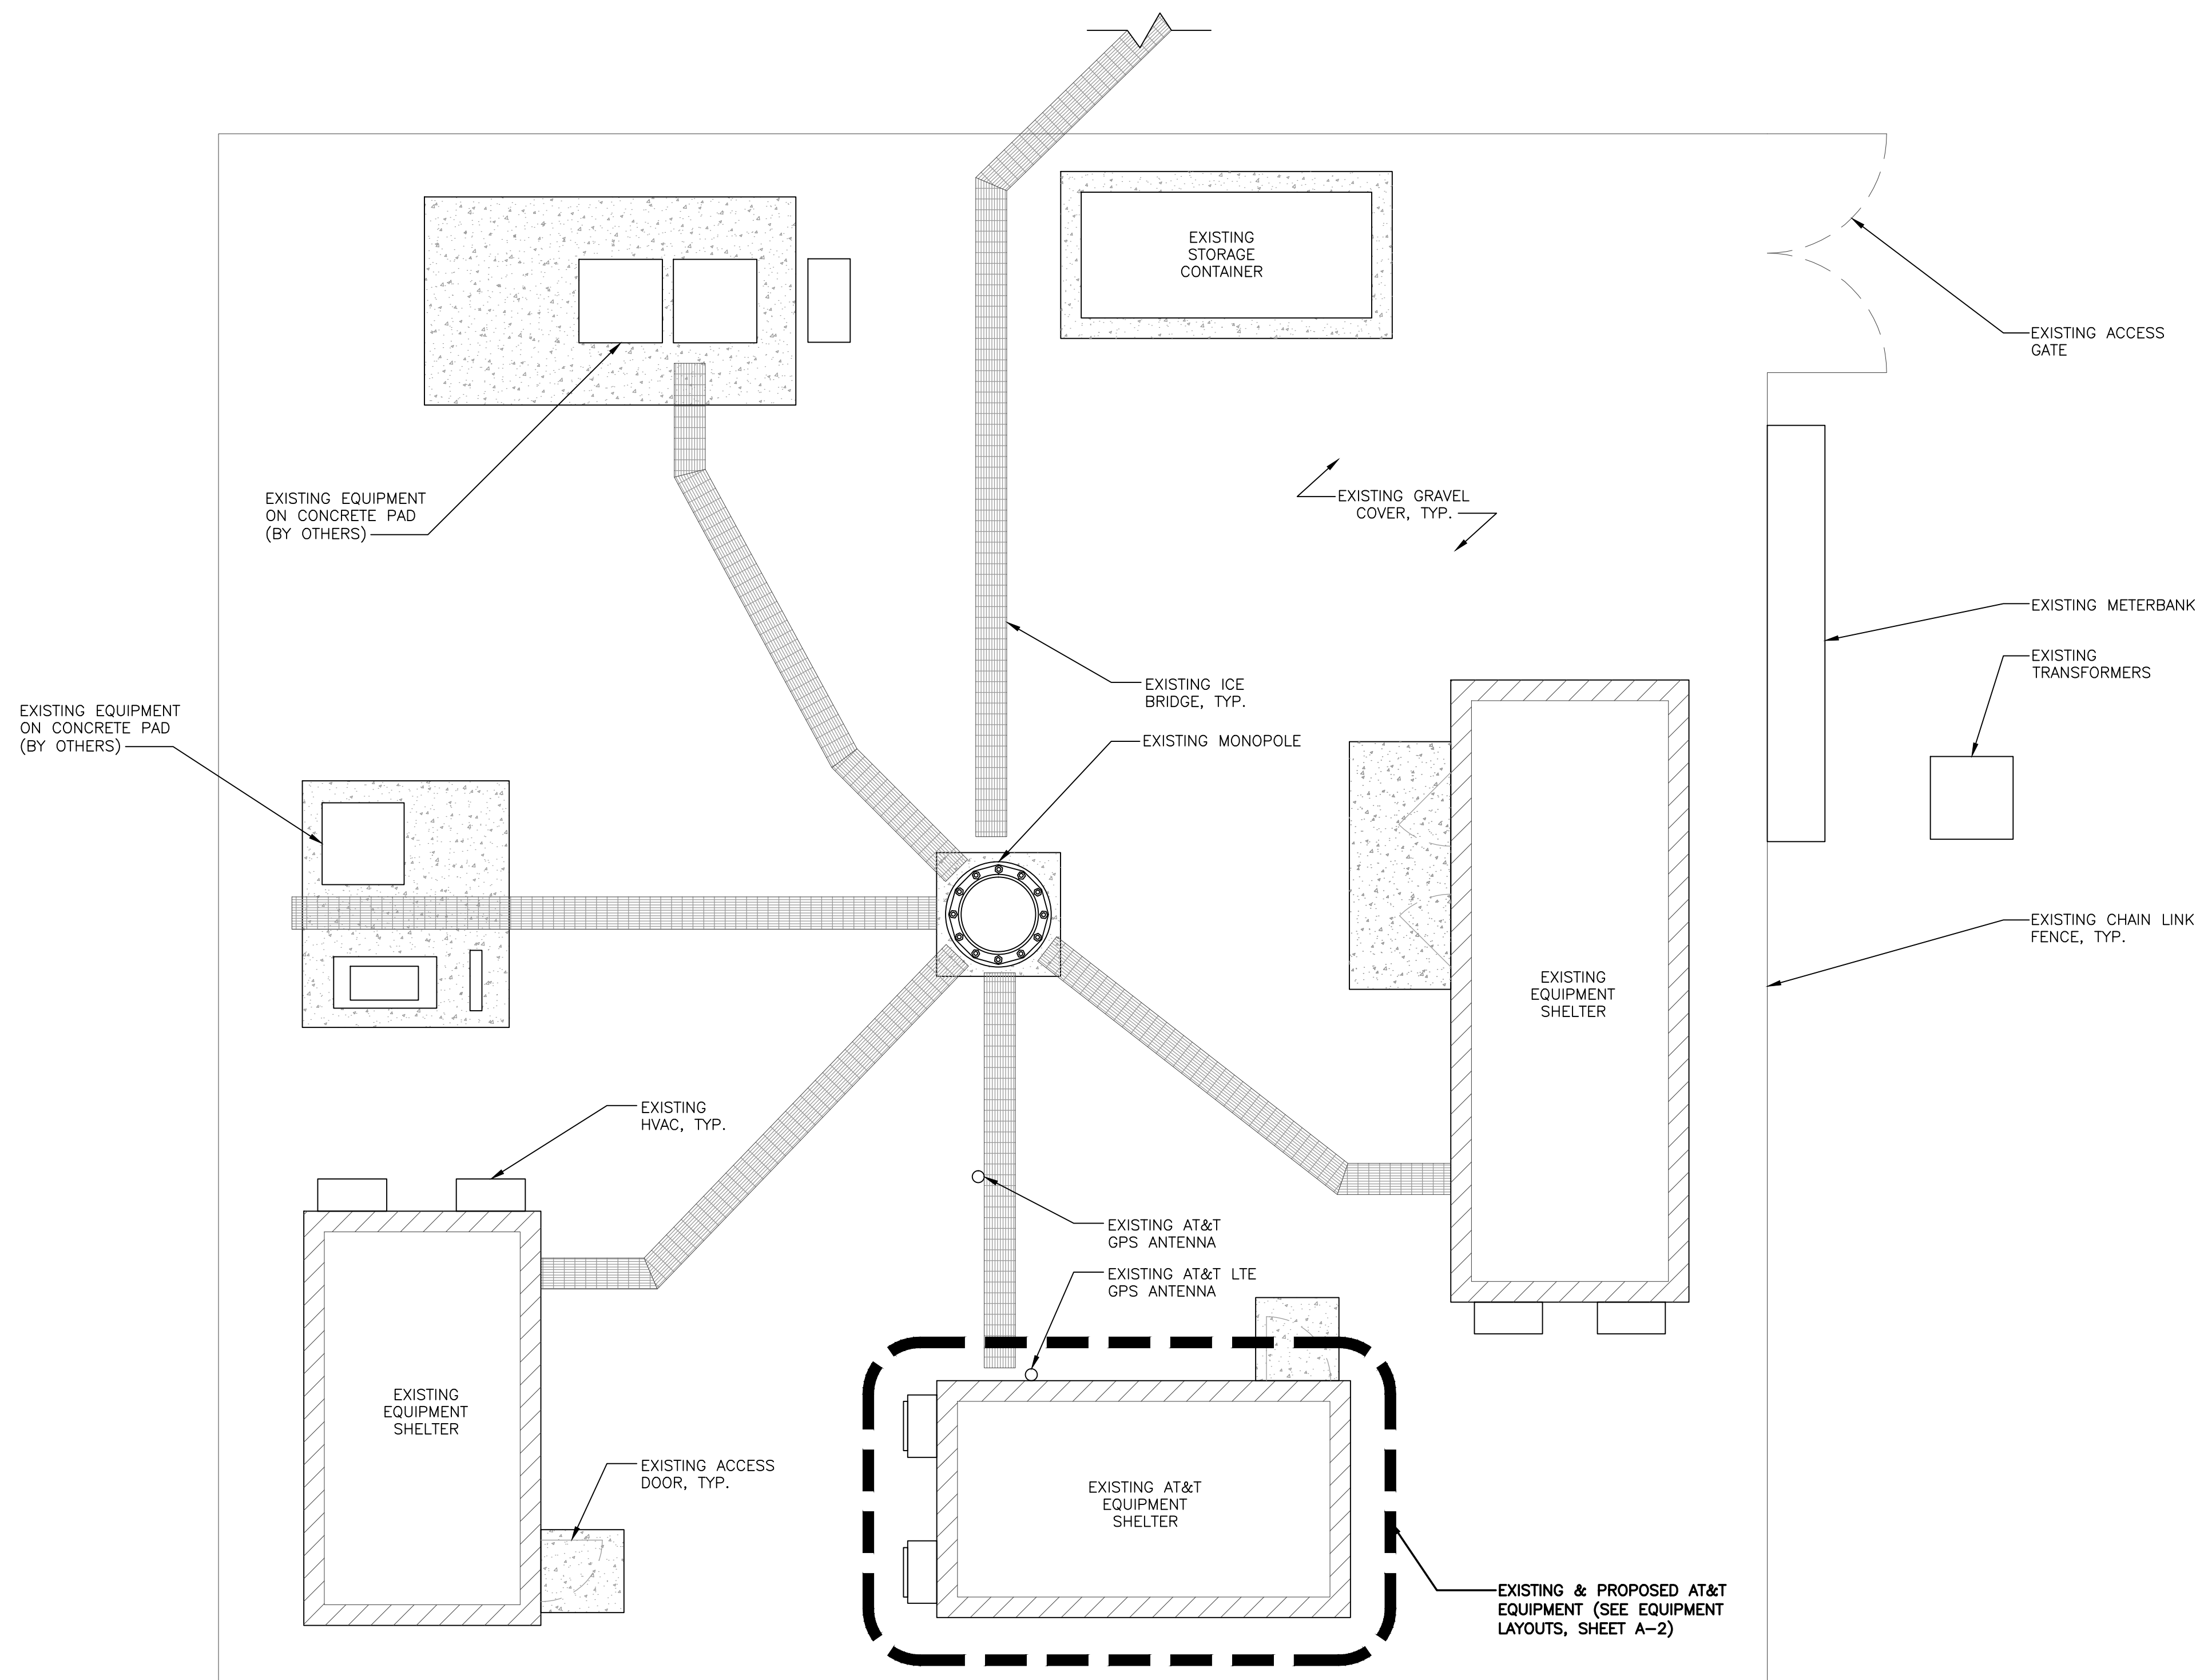 EXISTING
STORAGE
CONTAINER
EXISTING ACCESS
GATE
EXISTING EQUIPMENT
ON CONCRETE PAD
(BY OTHERS)
EXISTING GRAVEL
COVER, TYP.
EXISTING METERBANK
EXISTING
TRANSFORMERS
EXISTING ICE
BRIDGE, TYP.
EXISTING EQUIPMENT
ON CONCRETE PAD
(BY OTHERS)
EXISTING MONOPOLE
EXISTING CHAIN LINK
FENCE, TYP.
EXISTING
EQUIPMENT
SHELTER
EXISTING
HVAC, TYP.
EXISTING AT&T
GPS ANTENNA
EXISTING AT&T LTE
GPS ANTENNA
EXISTING
EQUIPMENT
SHELTER
EXISTING ACCESS
DOOR, TYP.
EXISTING AT&T
EQUIPMENT
SHELTER
EXISTING & PROPOSED AT&T
EQUIPMENT (SEE EQUIPMENT
LAYOUTS, SHEET A-2)